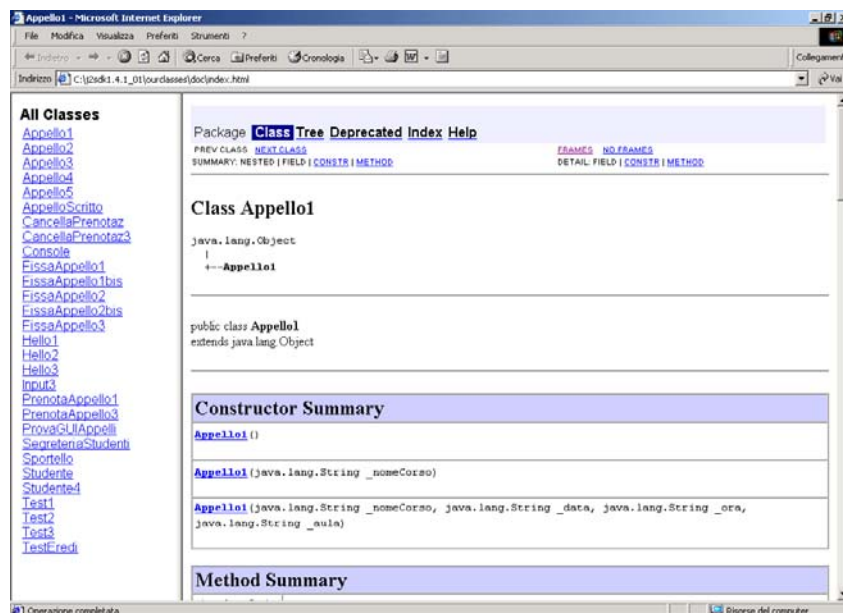 Appello1 - Microsoft Internet Explorer
File Modifica Visualizza Preferiti Strumenti ?
Indietro Cerca Preferiti Cronologia Collegamenti
Indirizzo C:\j2sdk1.4.1_01\ourclasses\doc\index.html Vai
All Classes
Appello1
Appello2
Appello3
Appello4
Appello5
AppelloScritto
CancellaPrenotaz
CancellaPrenotaz3
Console
FissaAppello1
FissaAppello1bis
FissaAppello2
FissaAppello2bis
FissaAppello3
Hello1
Hello2
Hello3
Input3
PrenotaAppello1
PrenotaAppello3
ProvaGUIAppelli
SegreteriaStudenti
Sportello
Studente
Studente4
Test1
Test2
Test3
TestEredi
Package Class Tree Deprecated Index Help
PREV CLASS NEXT CLASS FRAMES NO FRAMES
SUMMARY: NESTED | FIELD | CONSTR | METHOD DETAIL: FIELD | CONSTR | METHOD
Class Appello1
java.lang.Object
|
+--Appello1
public class Appello1
extends java.lang.Object
Constructor Summary
Appello1()
Appello1(java.lang.String _nomeCorso)
Appello1(java.lang.String _nomeCorso, java.lang.String _data, java.lang.String _ora,
java.lang.String _aula)
Method Summary
Operazione completata
Risorse del computer